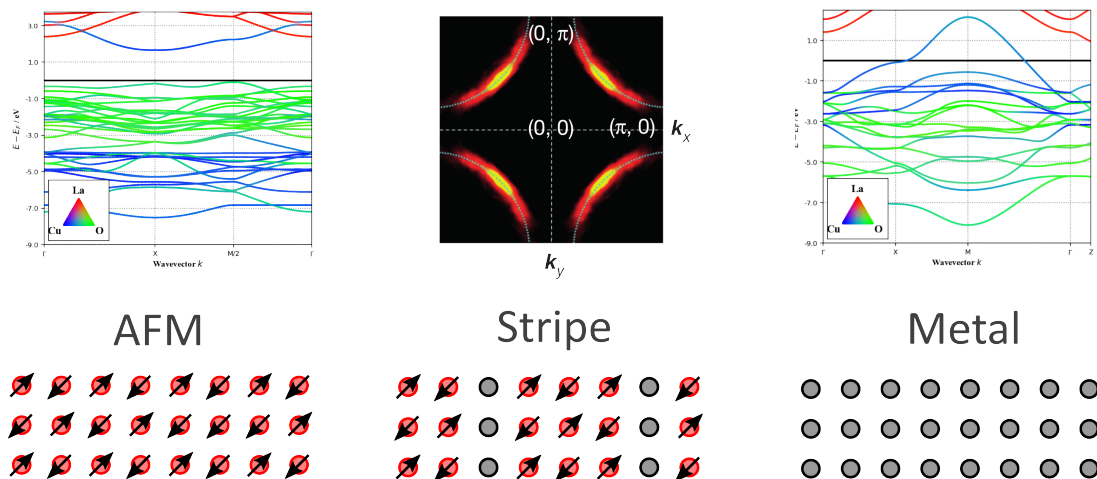 3.0
1.0
-1.0
-3.0
-5.0
-7.0
-9.0
E − E_F / eV
La
Cu
O
Γ
X
M/2
Γ
Wavevector k
(0, π)
(0, 0)
(π, 0)
k_x
k_y
1.0
-1.0
-3.0
-5.0
-7.0
-9.0
La
Cu
O
Γ
X
M
Γ
Z
Wavevector k
AFM
Stripe
Metal